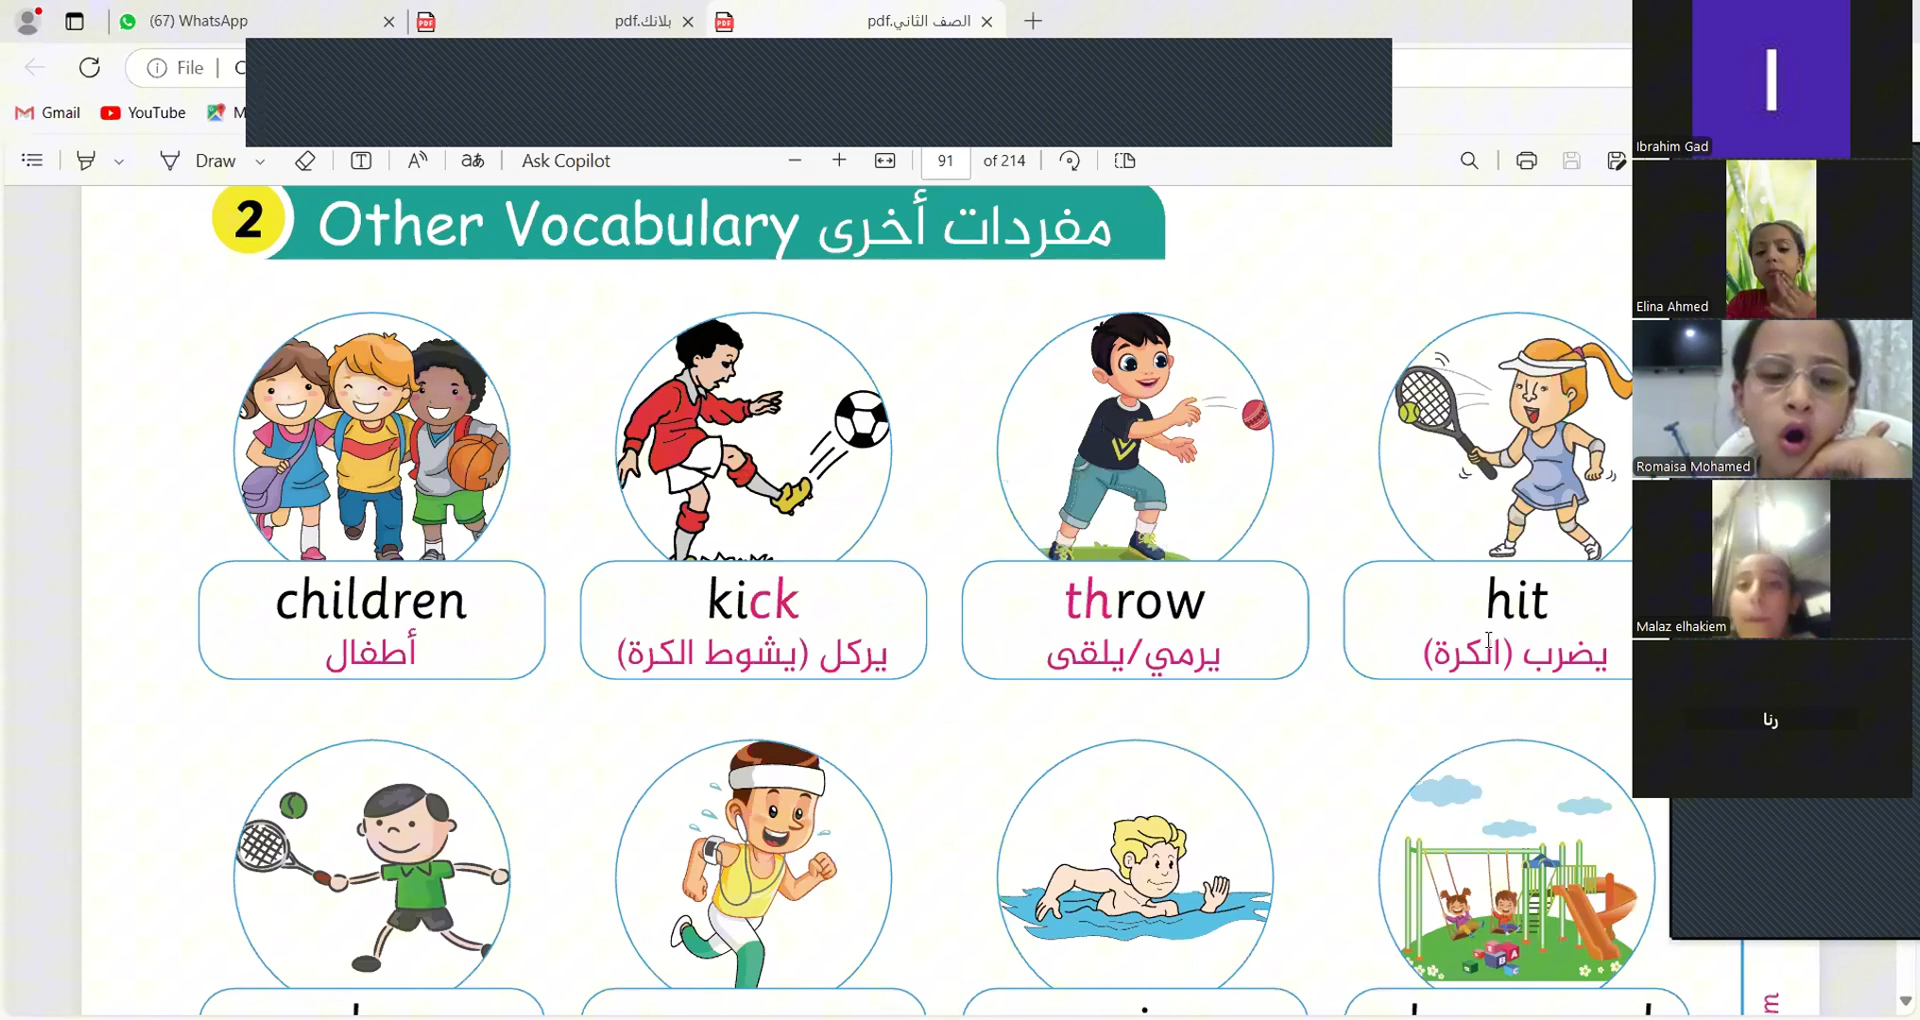 (67) WhatsApp
بلانك.pdf
الصف الثاني.pdf
File
Gmail
YouTube
Draw
aあ
Ask Copilot
91 of 214
2 Other Vocabulary مفردات أخرى
children
أطفال
kick
يركل (يشوط الكرة)
throw
يرمي/يلقى
hit
يضرب (الكرة)
I
Ibrahim Gad
Elina Ahmed
Romaisa Mohamed
Malaz elhakiem
رنا